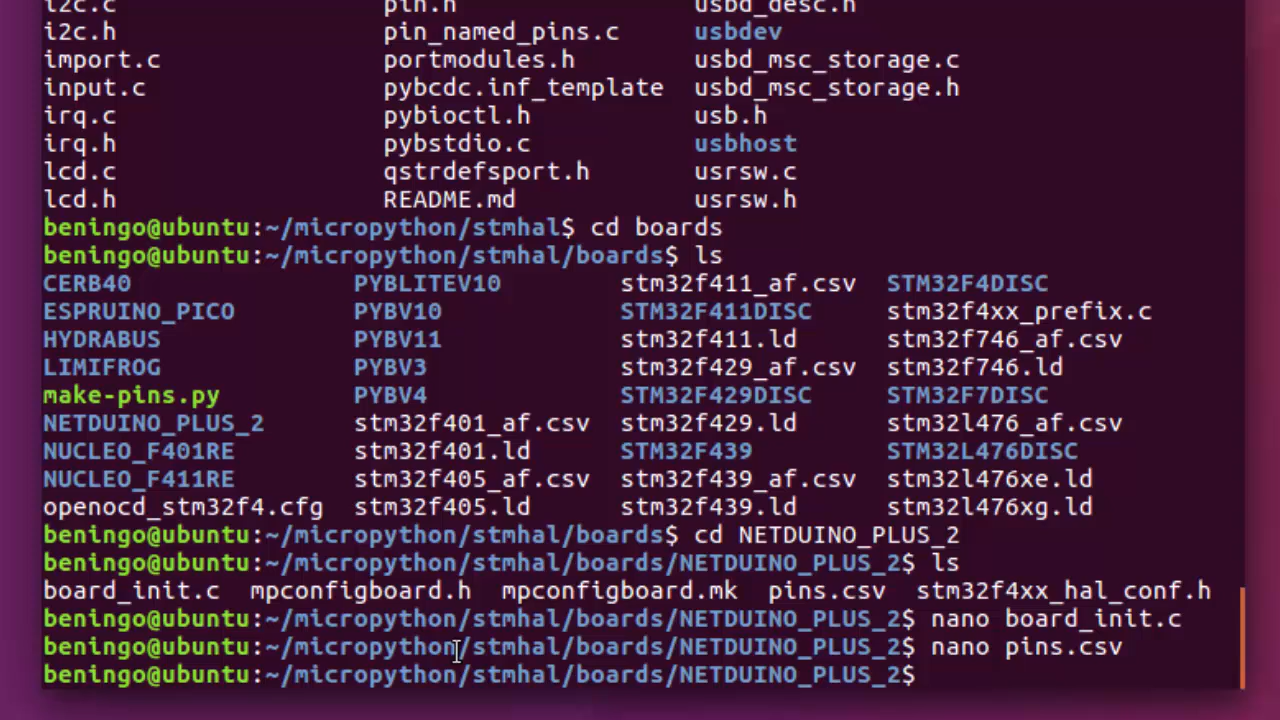 i2c.c pin.h usbd_desc.h
i2c.h pin_named_pins.c usbdev
import.c portmodules.h usbd_msc_storage.c
input.c pybcdc.inf_template usbd_msc_storage.h
irq.c pybioctl.h usb.h
irq.h pybstdio.c usbhost
lcd.c qstrdefsport.h usrsw.c
lcd.h README.md usrsw.h
beningo@ubuntu:~/micropython/stmhal$ cd boards
beningo@ubuntu:~/micropython/stmhal/boards$ ls
CERB40 PYBLITEV10 stm32f411_af.csv STM32F4DISC
ESPRUINO_PICO PYBV10 STM32F411DISC stm32f4xx_prefix.c
HYDRABUS PYBV11 stm32f411.ld stm32f746_af.csv
LIMIFROG PYBV3 stm32f429_af.csv stm32f746.ld
make-pins.py PYBV4 STM32F429DISC STM32F7DISC
NETDUINO_PLUS_2 stm32f401_af.csv stm32f429.ld stm32l476_af.csv
NUCLEO_F401RE stm32f401.ld STM32F439 STM32L476DISC
NUCLEO_F411RE stm32f405_af.csv stm32f439_af.csv stm32l476xe.ld
openocd_stm32f4.cfg stm32f405.ld stm32f439.ld stm32l476xg.ld
beningo@ubuntu:~/micropython/stmhal/boards$ cd NETDUINO_PLUS_2
beningo@ubuntu:~/micropython/stmhal/boards/NETDUINO_PLUS_2$ ls
board_init.c mpconfigboard.h mpconfigboard.mk pins.csv stm32f4xx_hal_conf.h
beningo@ubuntu:~/micropython/stmhal/boards/NETDUINO_PLUS_2$ nano board_init.c
beningo@ubuntu:~/micropython/stmhal/boards/NETDUINO_PLUS_2$ nano pins.csv
beningo@ubuntu:~/micropython/stmhal/boards/NETDUINO_PLUS_2$